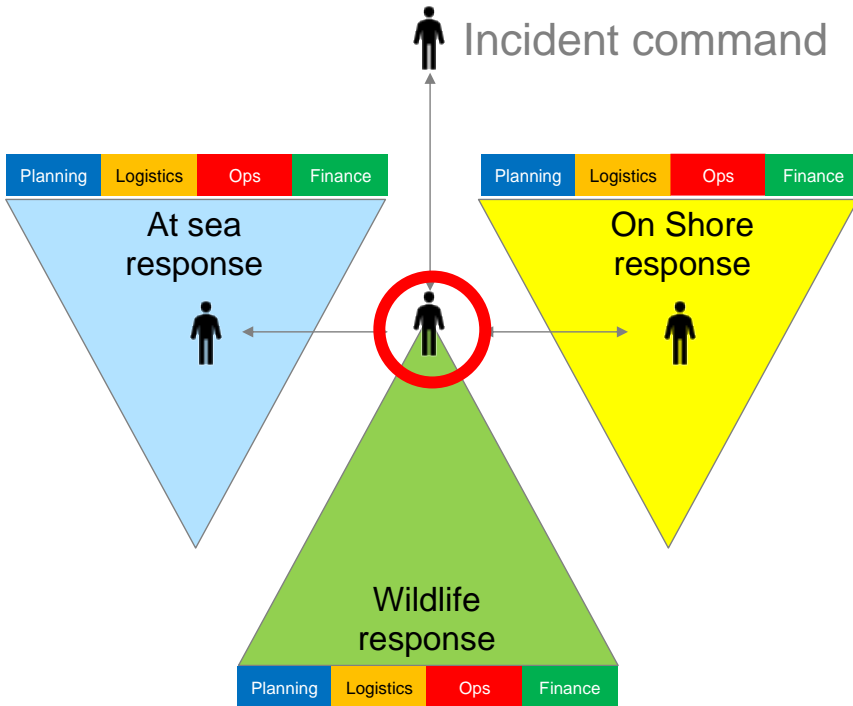 Incident command
Planning Logistics Ops Finance
Planning Logistics Ops Finance
At sea
response
On Shore
response
Wildlife
response
Planning Logistics Ops Finance